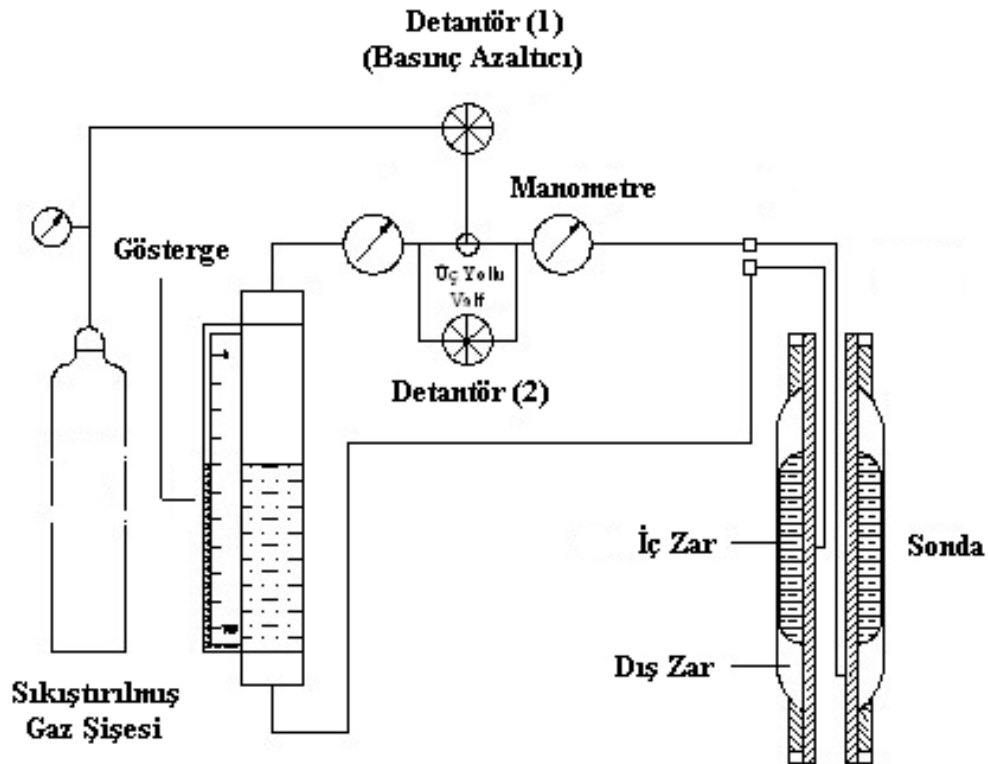 Detantör (1)
(Basınç Azaltıcı)
Manometre
Gösterge
Üç Yollu
Valf
Detantör (2)
İç Zar
Sonda
Dış Zar
Sıkıştırılmış
Gaz Şişesi